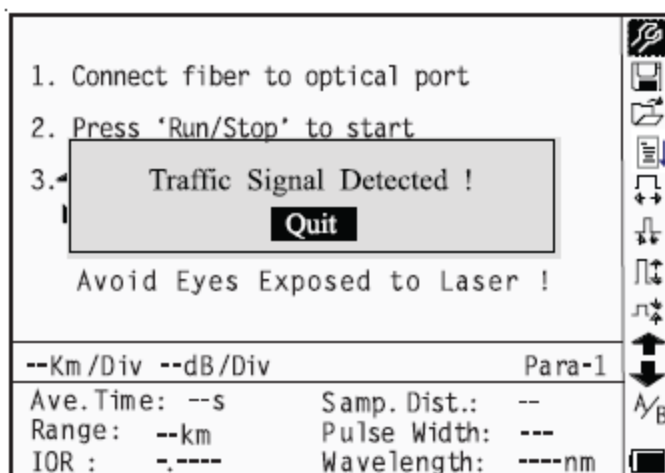 1. Connect fiber to optical port
2. Press ‘Run/Stop’ to start
3.
Traffic Signal Detected !
Quit
Avoid Eyes Exposed to Laser !
--Km/Div --dB/Div Para-1
Ave.Time: --s Samp.Dist.: --
Range: --km Pulse Width: ---
IOR : -.---- Wavelength: ----nm
A/B